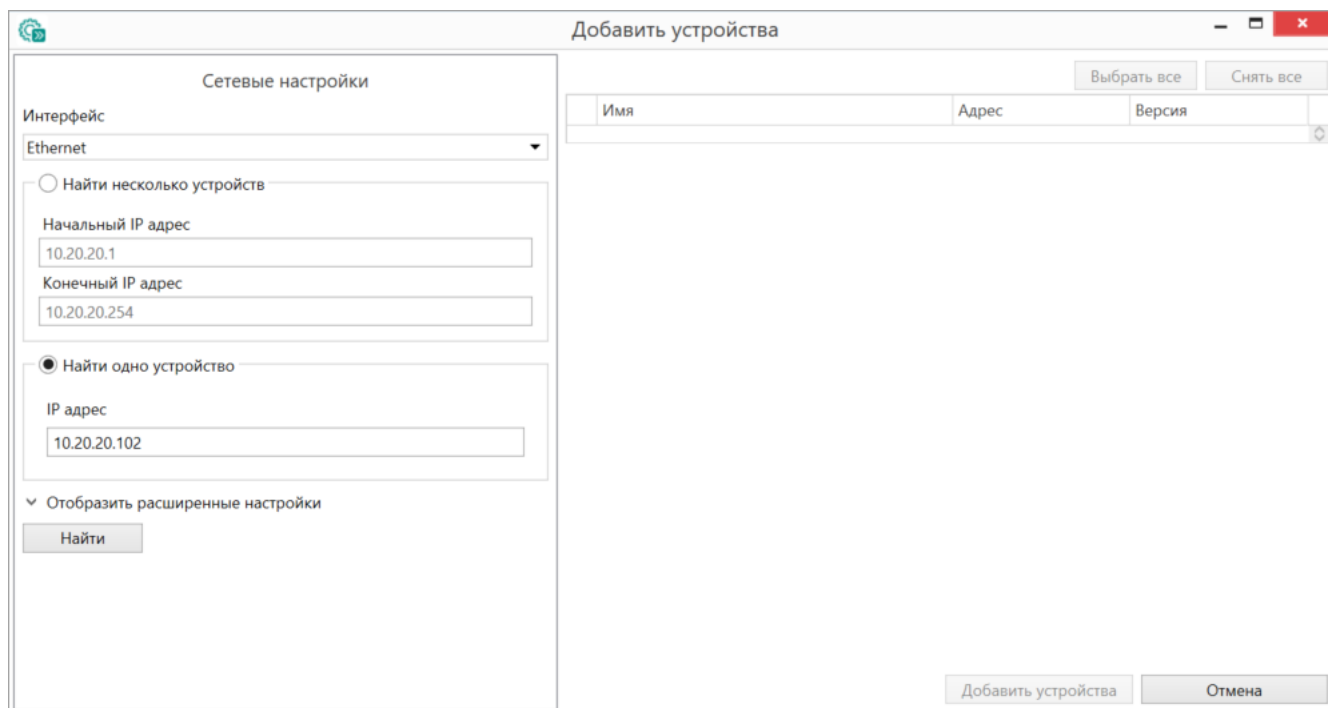 Добавить устройства
Сетевые настройки
Интерфейс
Ethernet
Найти несколько устройств
Начальный IP адрес
10.20.20.1
Конечный IP адрес
10.20.20.254
Найти одно устройство
IP адрес
10.20.20.102
Отобразить расширенные настройки
Найти
Выбрать все Снять все
Имя Адрес Версия
Добавить устройства Отмена